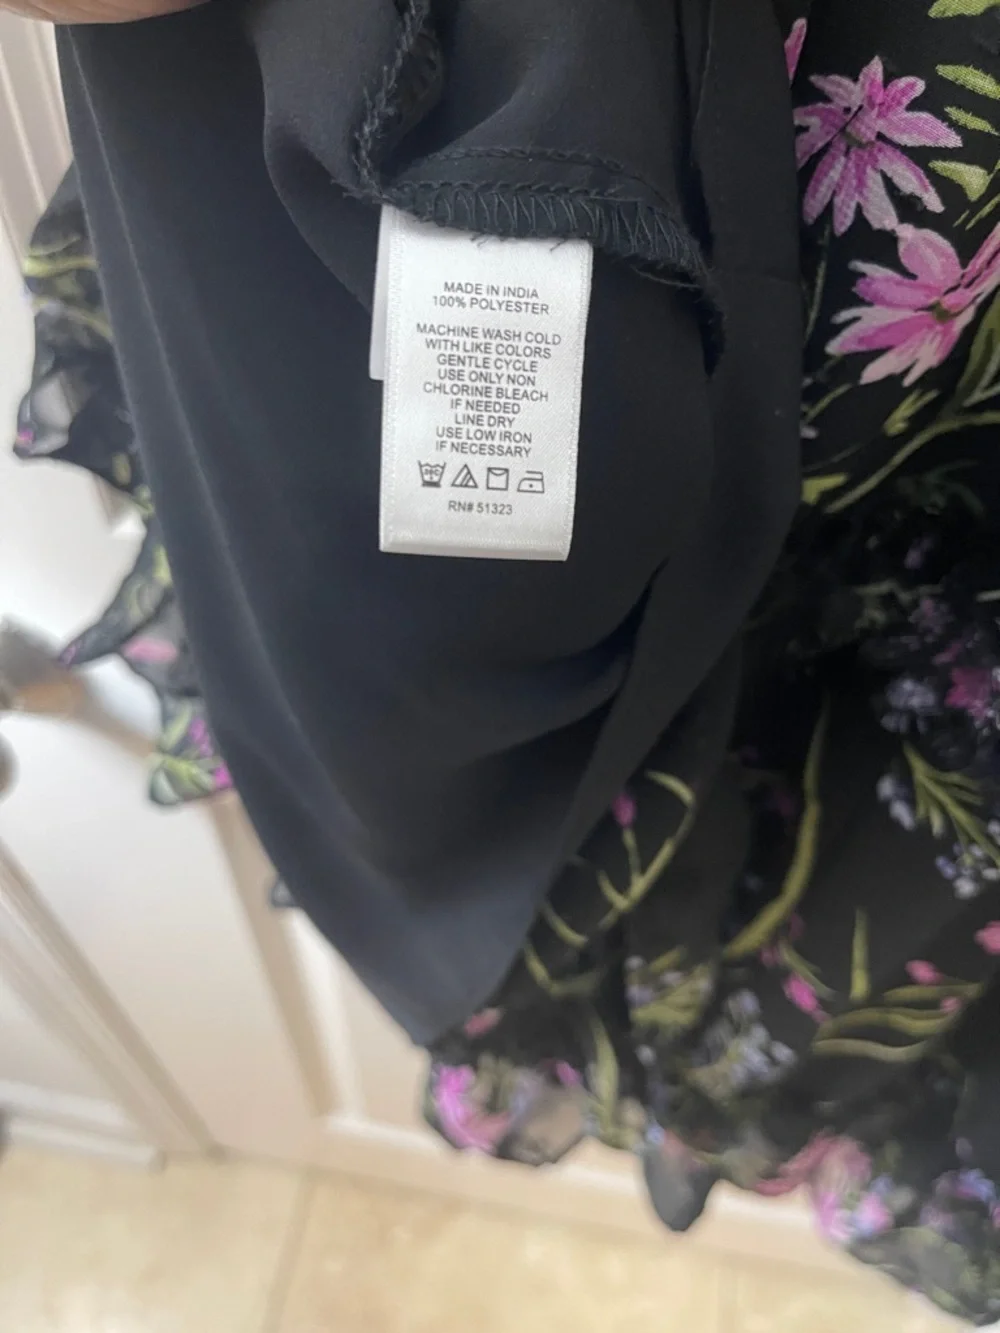 MADE IN INDIA
100% POLYESTER
MACHINE WASH COLD
WITH LIKE COLORS
GENTLE CYCLE
USE ONLY NON
CHLORINE BLEACH
IF NEEDED
LINE DRY
USE LOW IRON
IF NECESSARY
RN# 51323